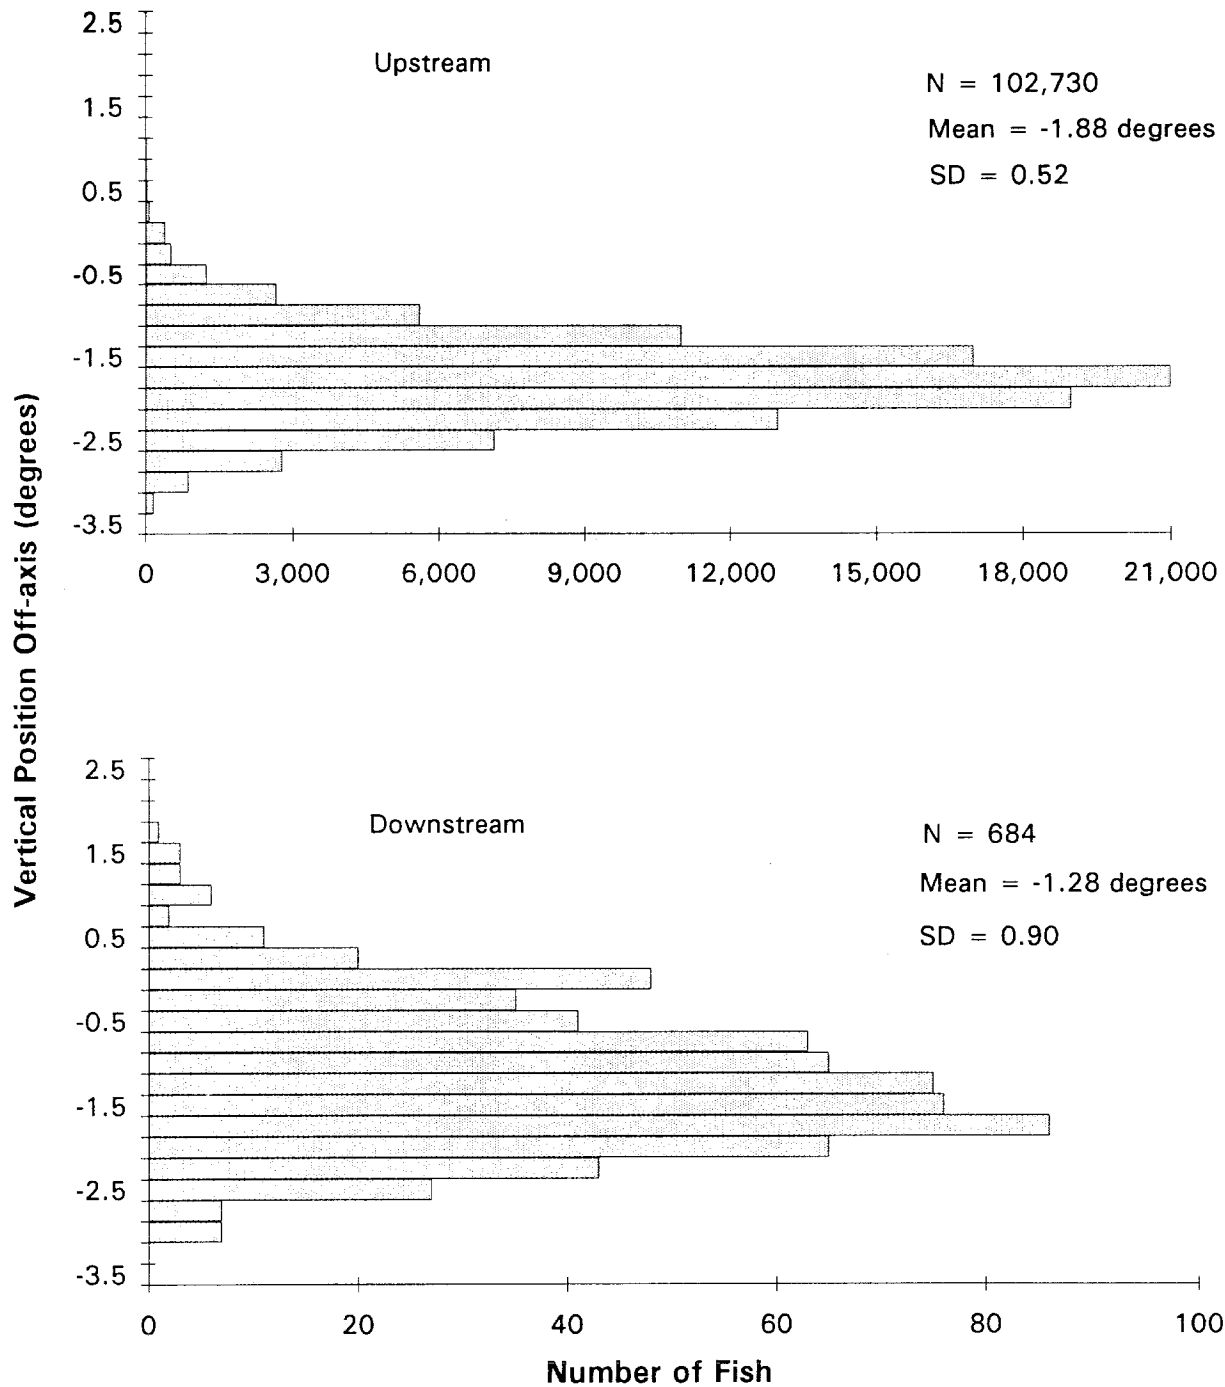 Vertical Position Off-axis (degrees)
Upstream
N = 102,730
Mean = -1.88 degrees
SD = 0.52
2.5
1.5
0.5
-0.5
-1.5
-2.5
-3.5
0 3,000 6,000 9,000 12,000 15,000 18,000 21,000
Downstream
N = 684
Mean = -1.28 degrees
SD = 0.90
2.5
1.5
0.5
-0.5
-1.5
-2.5
-3.5
0 20 40 60 80 100
Number of Fish